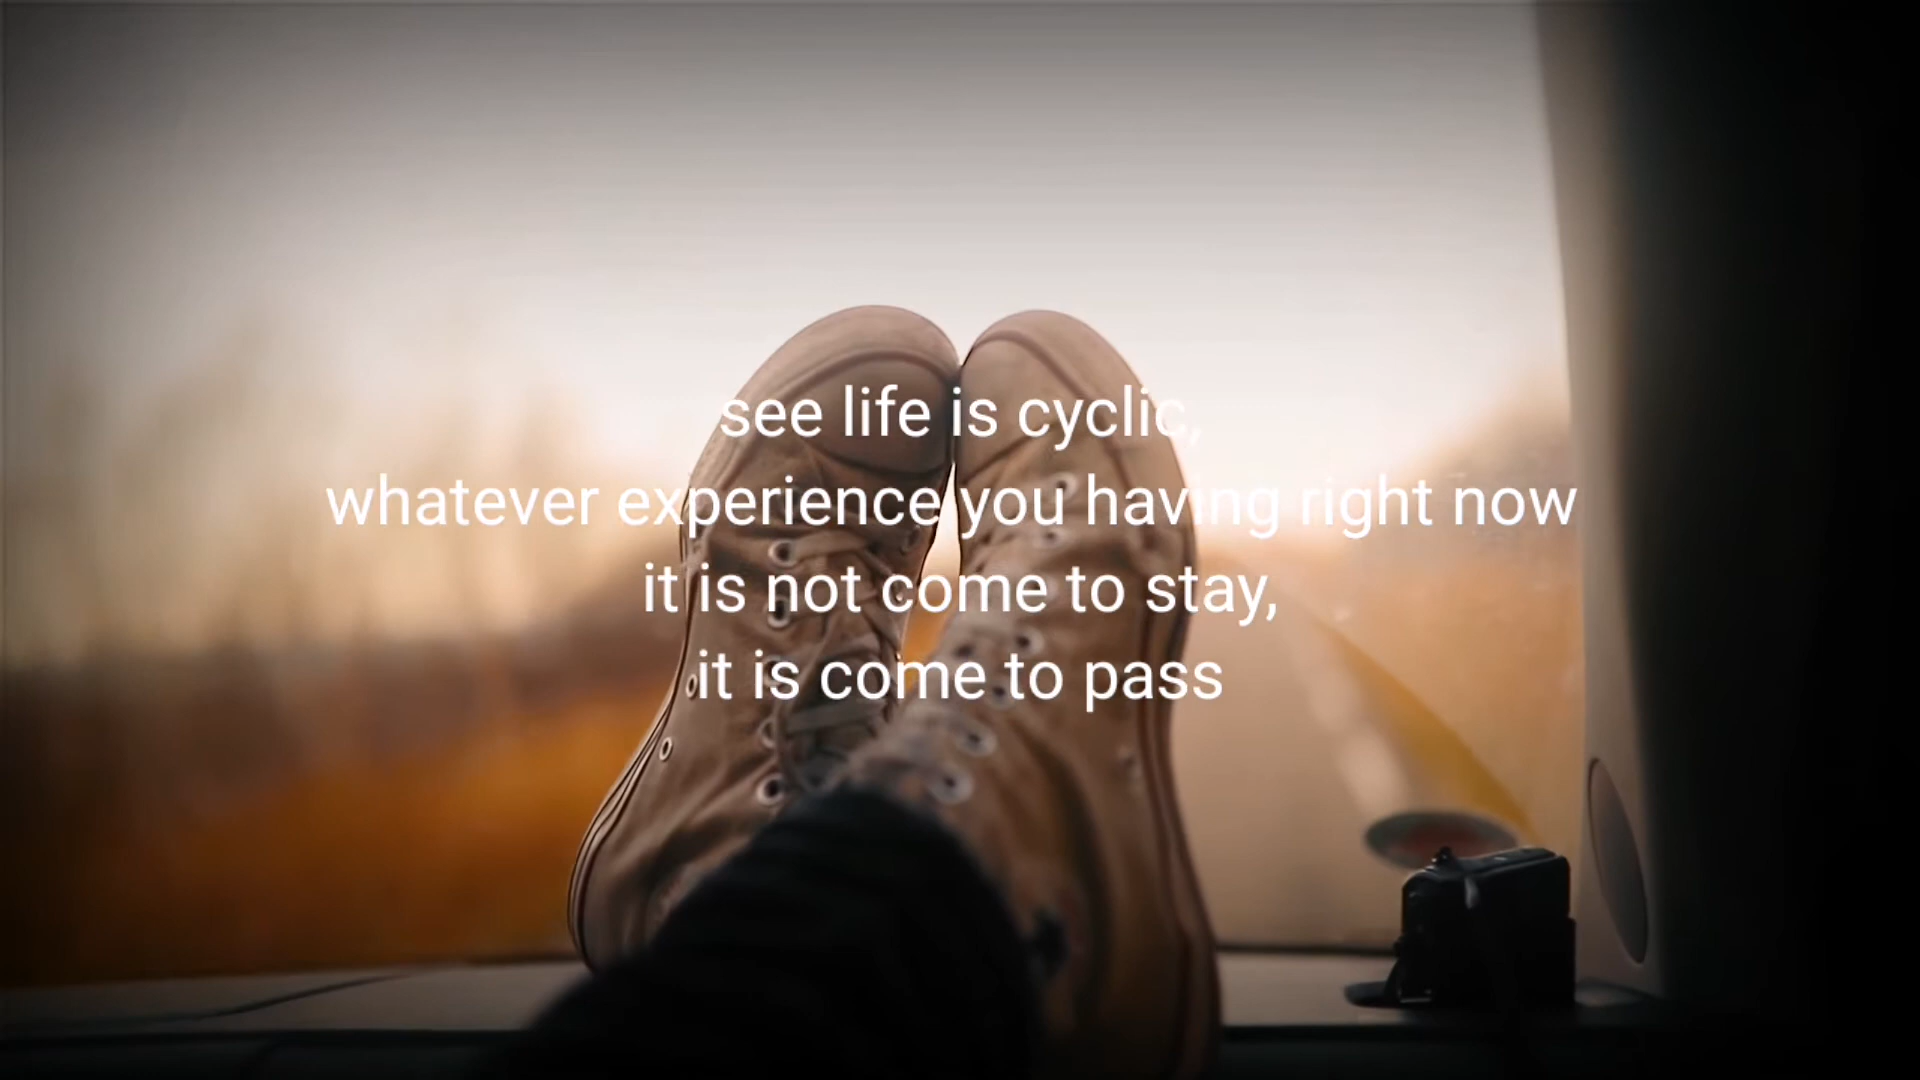 see life is cyclic,
whatever experience you having right now
it is not come to stay,
it is come to pass